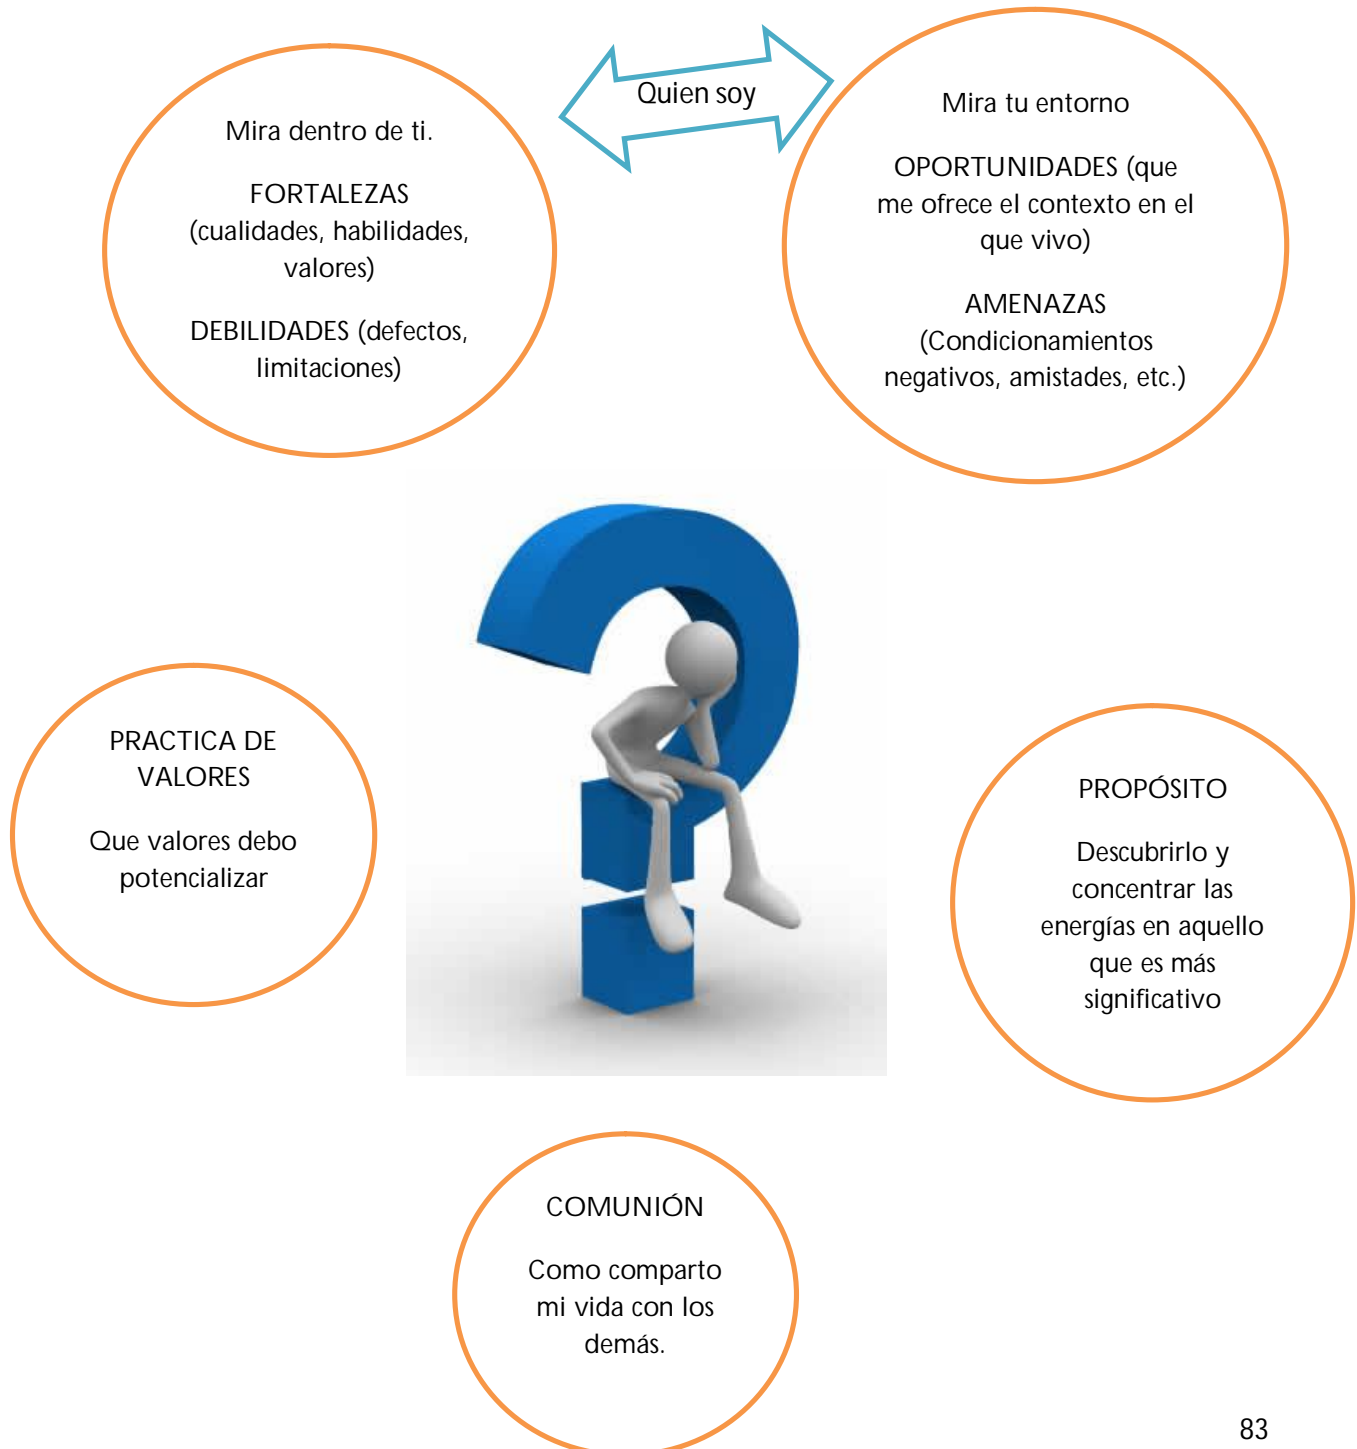 Quien soy
Mira dentro de ti.
FORTALEZAS
(cualidades, habilidades,
valores)
DEBILIDADES (defectos,
limitaciones)
Mira tu entorno
OPORTUNIDADES (que
me ofrece el contexto en el
que vivo)
AMENAZAS
(Condicionamientos
negativos, amistades, etc.)
PRACTICA DE
VALORES
Que valores debo
potencializar
PROPÓSITO
Descubrirlo y
concentrar las
energías en aquello
que es más
significativo
COMUNIÓN
Como comparto
mi vida con los
demás.
83